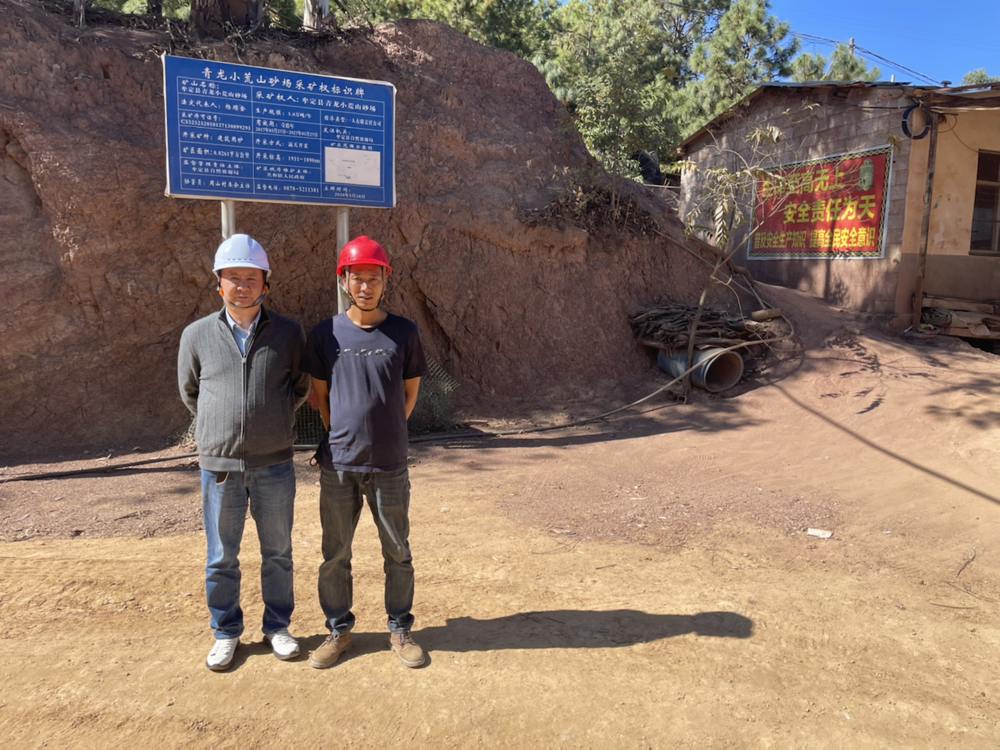 青龙小荒山砂场采矿权标识牌
矿山名称：
牟定县青龙小荒山砂场
采矿权人：牟定县青龙小荒山砂场
法定代表人：杨顺金
生产规模：5.0万吨/年
经济类型：一人有限责任公司
采矿许可证号：
C5323232010127130099293
有效期：壹拾年
2017年03月27日-2027年03月27日
发证机关：
牟定县自然资源局
开采矿种：建筑用砂
开采方式：露天开采
矿区范围示意图
矿区面积：0.0261平方公里
开采标高：1931-1890m
监督管理责任主体：
牟定县自然资源局
矿区秩序维护主体：
共和镇人民政府
协管员：周山村委会主任
监督电话：0878-5211381
立牌时间：
2020年5月10日
生命至高无上
安全责任为天
普及安全生产知识 提高全民安全意识